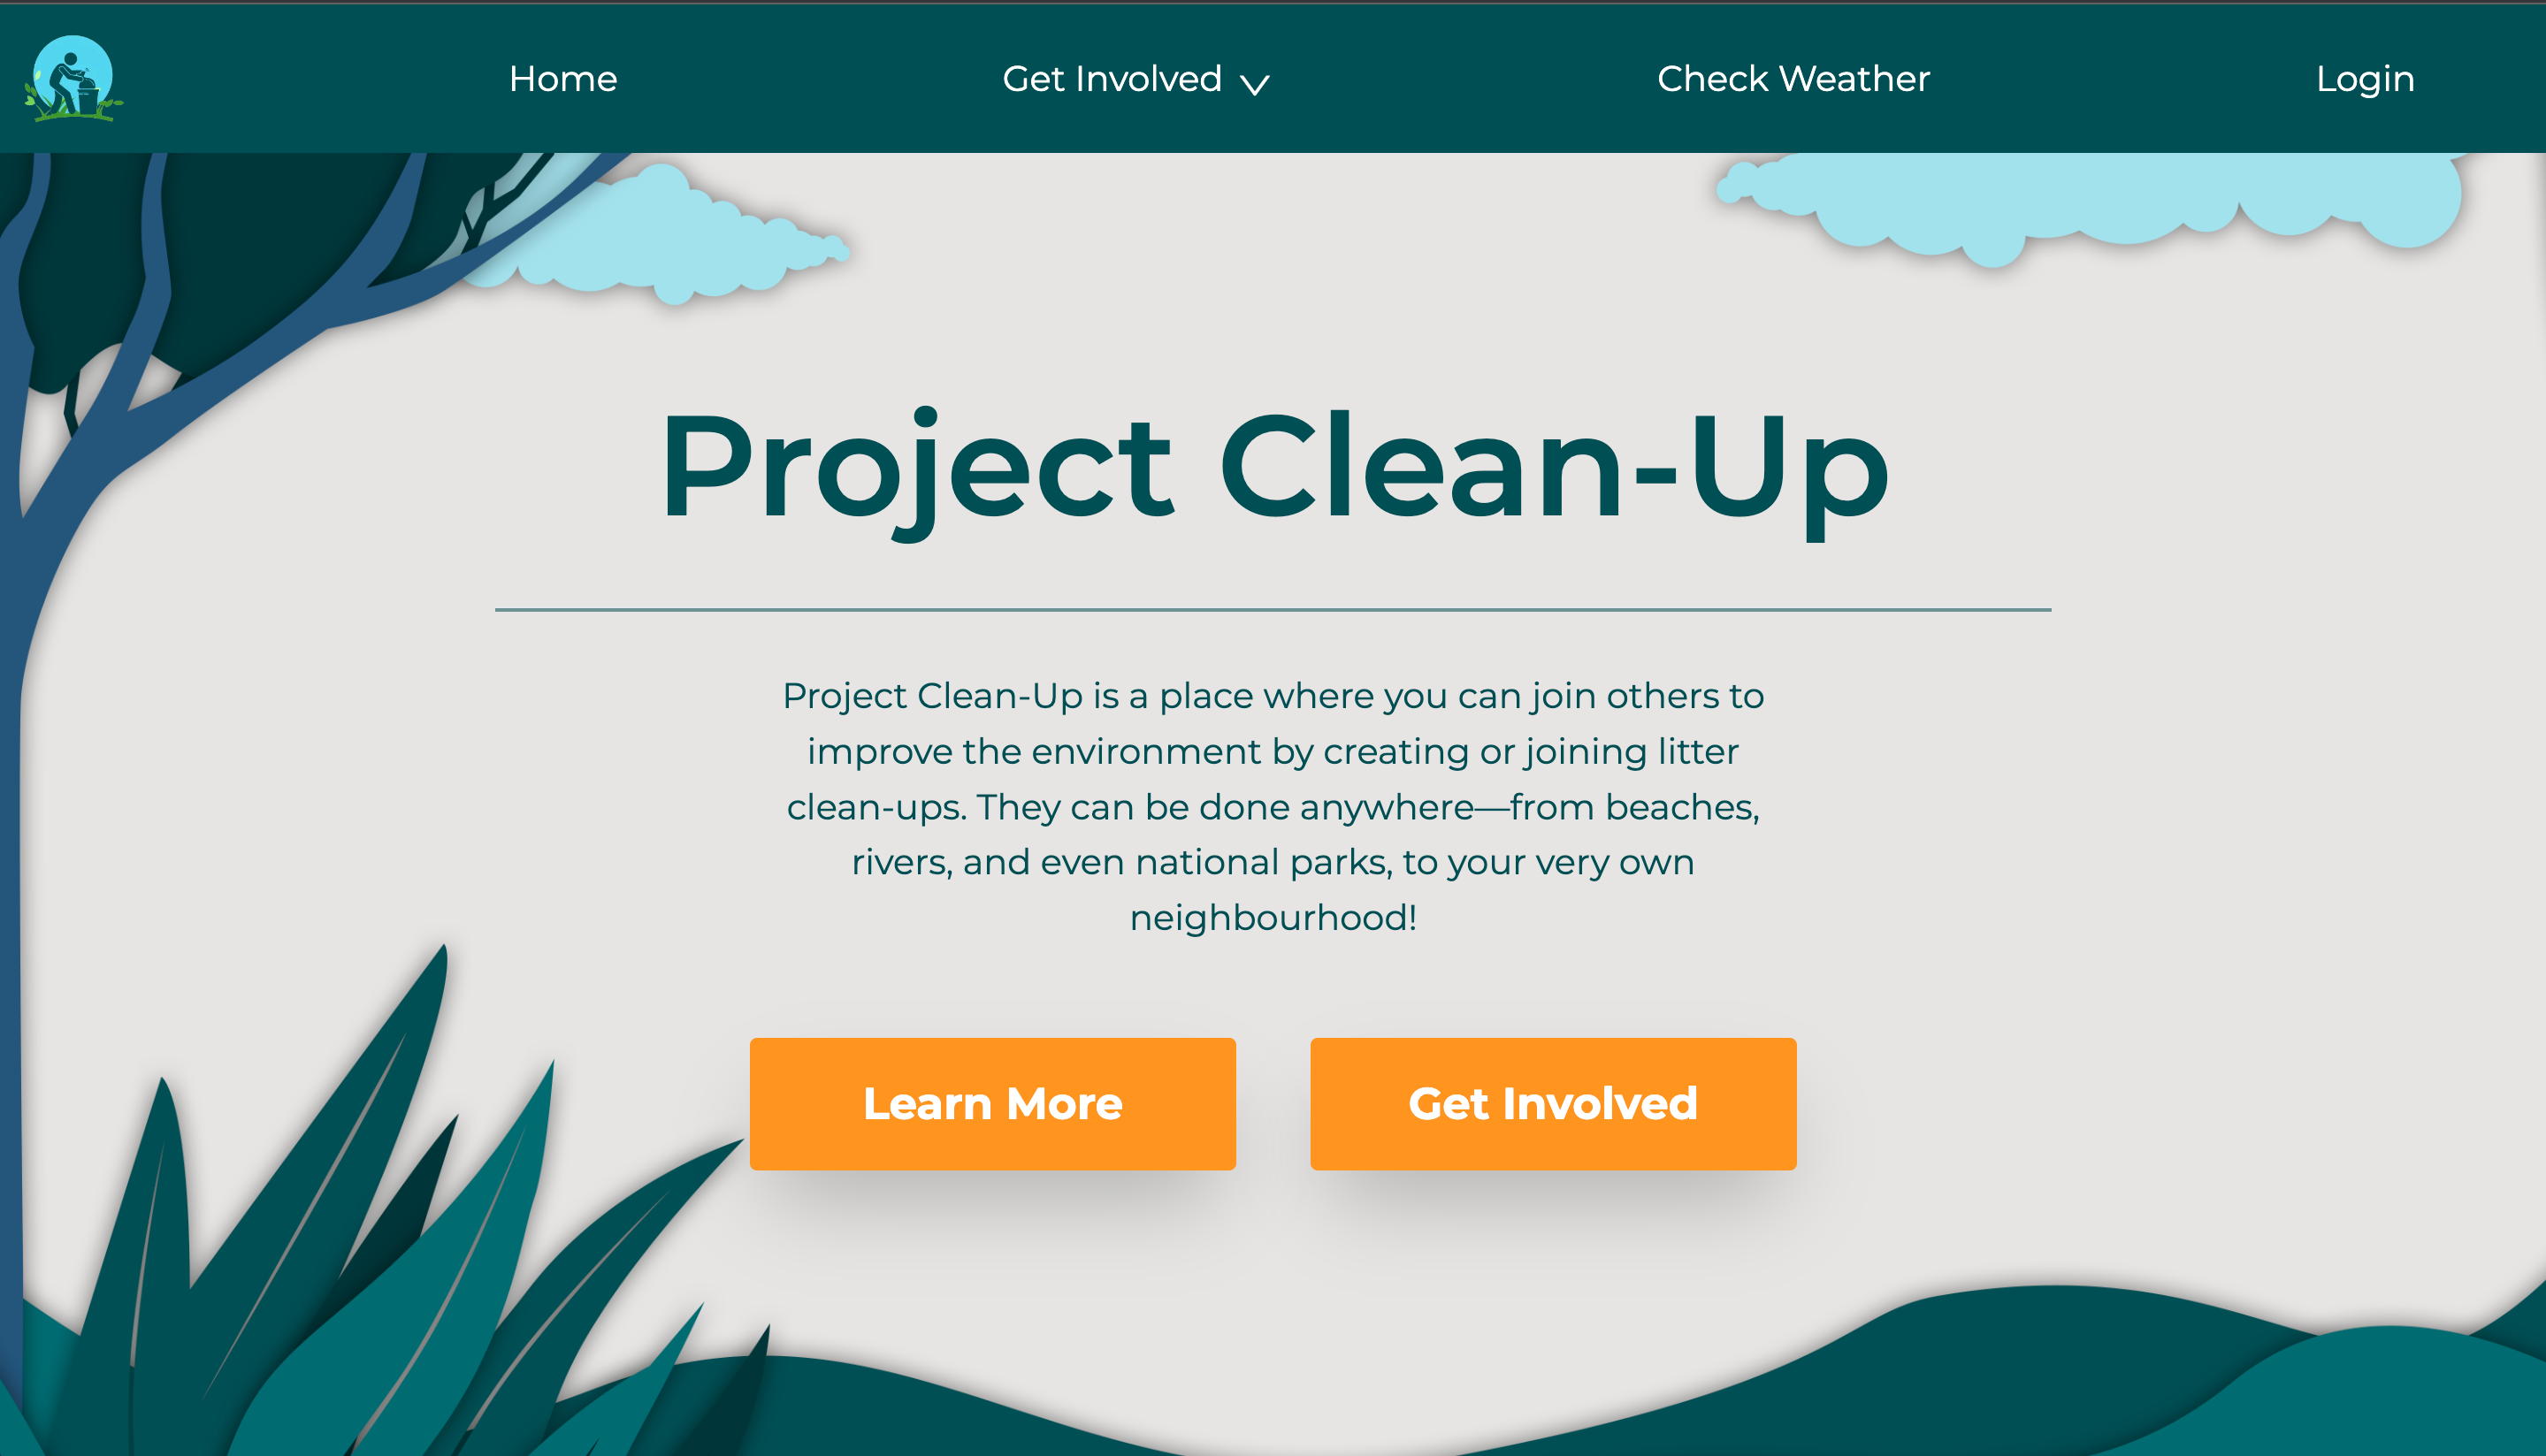 Home
Get Involved
Check Weather
Login
Project Clean-Up
Project Clean-Up is a place where you can join others to
improve the environment by creating or joining litter
clean-ups. They can be done anywhere—from beaches,
rivers, and even national parks, to your very own
neighbourhood!
Learn More
Get Involved